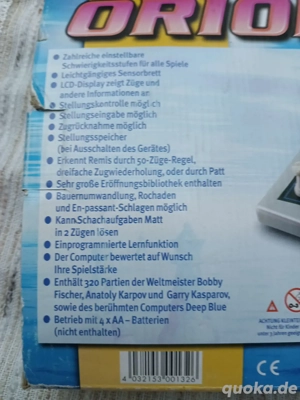 ORIO
Zahlreiche einstellbare
Schwierigkeitsstufen für alle Spiele
Leichtgängiges Sensorbrett
LCD-Display zeigt Züge und
andere Informationen an
Stellungskontrolle möglich
Stellungseingabe möglich
Zugrücknahme möglich
Stellungsspeicher
(bei Ausschalten des Gerätes)
Erkennt Remis durch 50-Züge-Regel,
dreifache Zugwiederholung, oder durch Patt
Sehr große Eröffnungsbibliothek enthalten
Bauernumwandlung, Rochaden
und En-passant-Schlagen möglich
Kann Schachaufgaben Matt
in 2 Zügen lösen
Einprogrammierte Lernfunktion
Der Computer bewertet auf Wunsch
Ihre Spielstärke
Enthält 320 Partien der Weltmeister Bobby
Fischer, Anatoly Karpov und Garry Kasparov,
sowie des berühmten Computers Deep Blue
Betrieb mit 4 x AA – Batterien
(nicht enthalten)
4 032153 001326
CE
quoka.de